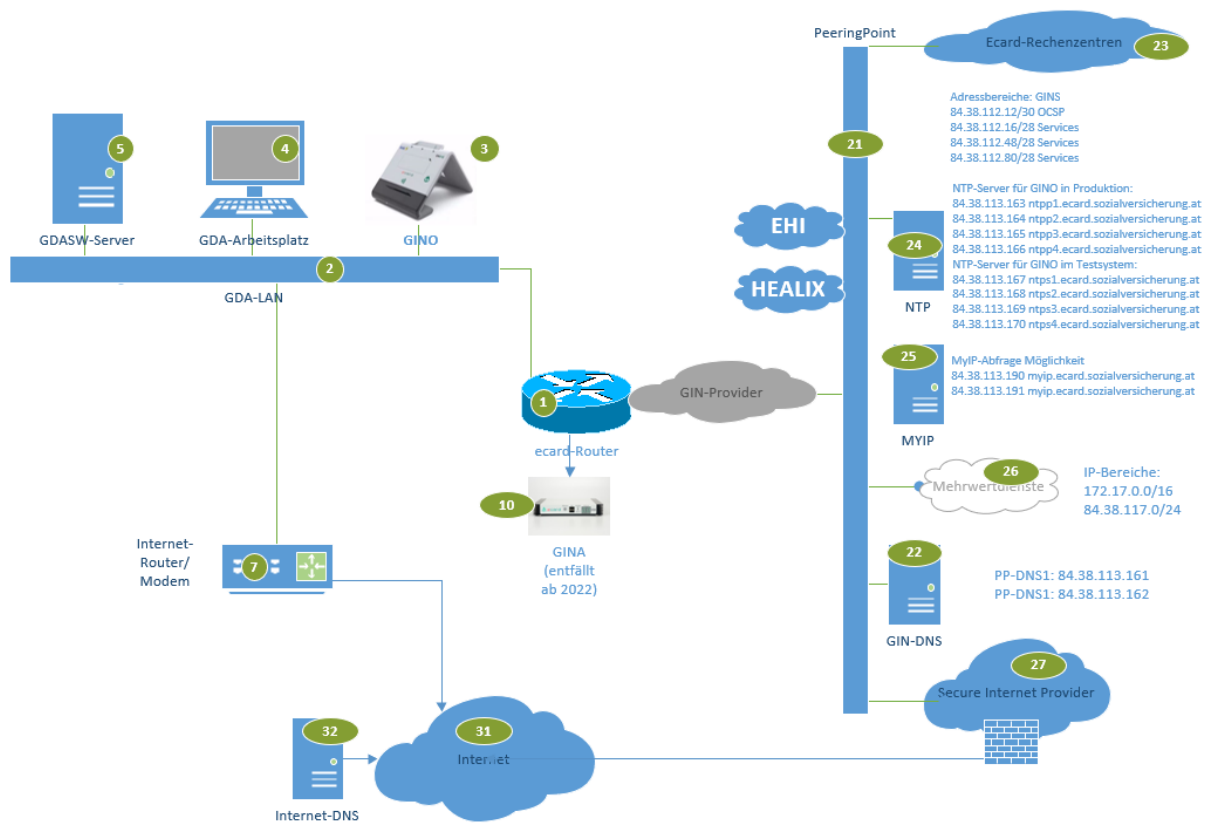 PeeringPoint
Ecard-Rechenzentren
23
Adressbereiche: GINS
84.38.112.12/30 OCSP
84.38.112.16/28 Services
84.38.112.48/28 Services
84.38.112.80/28 Services
21
5
4
3
GDASW-Server
GDA-Arbeitsplatz
GINO
2
GDA-LAN
EHI
HEALIX
24
NTP
NTP-Server für GINO in Produktion:
84.38.113.163 ntpp1.ecard.sozialversicherung.at
84.38.113.164 ntpp2.ecard.sozialversicherung.at
84.38.113.165 ntpp3.ecard.sozialversicherung.at
84.38.113.166 ntpp4.ecard.sozialversicherung.at
NTP-Server für GINO im Testsystem:
84.38.113.167 ntps1.ecard.sozialversicherung.at
84.38.113.168 ntps2.ecard.sozialversicherung.at
84.38.113.169 ntps3.ecard.sozialversicherung.at
84.38.113.170 ntps4.ecard.sozialversicherung.at
25
MYIP
MyIP-Abfrage Möglichkeit
84.38.113.190 myip.ecard.sozialversicherung.at
84.38.113.191 myip.ecard.sozialversicherung.at
1
GIN-Provider
ecard-Router
10
GINA
(entfällt
ab 2022)
26
Mehrwertdienste
IP-Bereiche:
172.17.0.0/16
84.38.117.0/24
Internet-
Router/
Modem
7
22
GIN-DNS
PP-DNS1: 84.38.113.161
PP-DNS1: 84.38.113.162
27
Secure Internet Provider
32
31
Internet
Internet-DNS